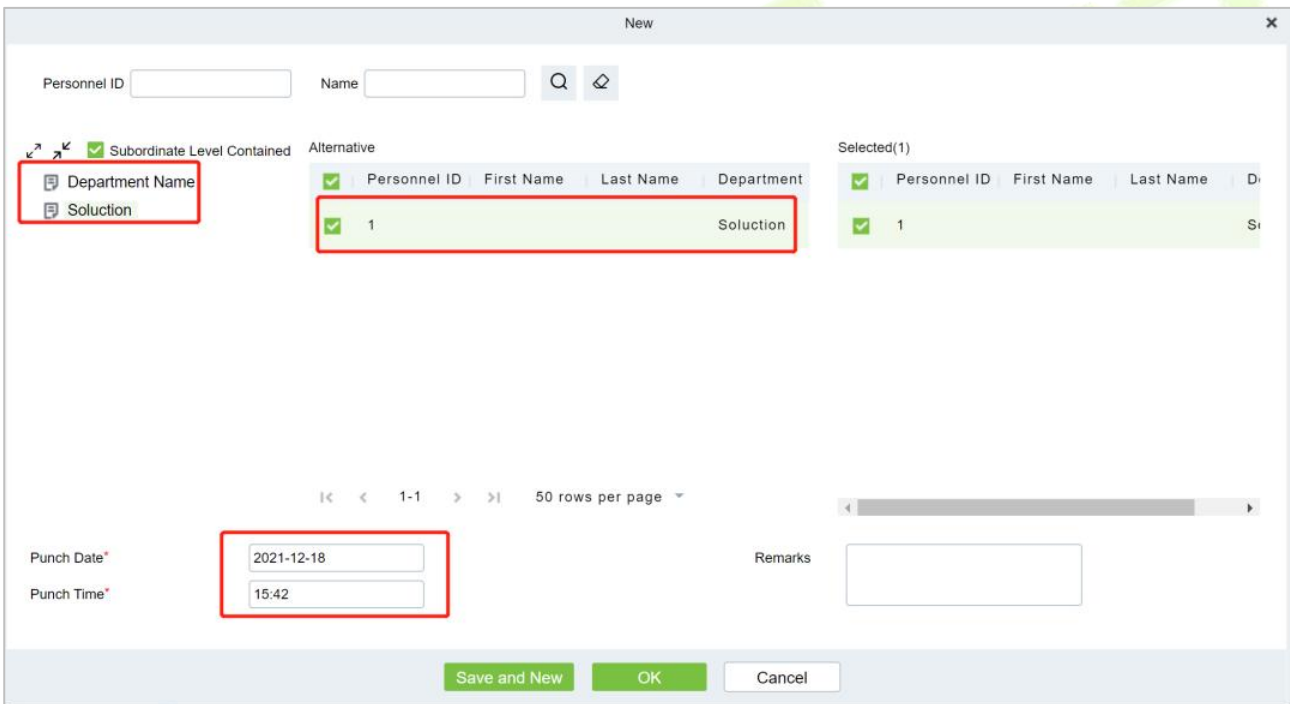 New
Personnel ID
Name
Subordinate Level Contained
Alternative
Selected(1)
Department Name
Soluction
Personnel ID First Name Last Name Department
1 Soluction
Personnel ID First Name Last Name
1
1-1 50 rows per page
Punch Date* 2021-12-18
Remarks
Punch Time* 15:42
Save and New OK Cancel